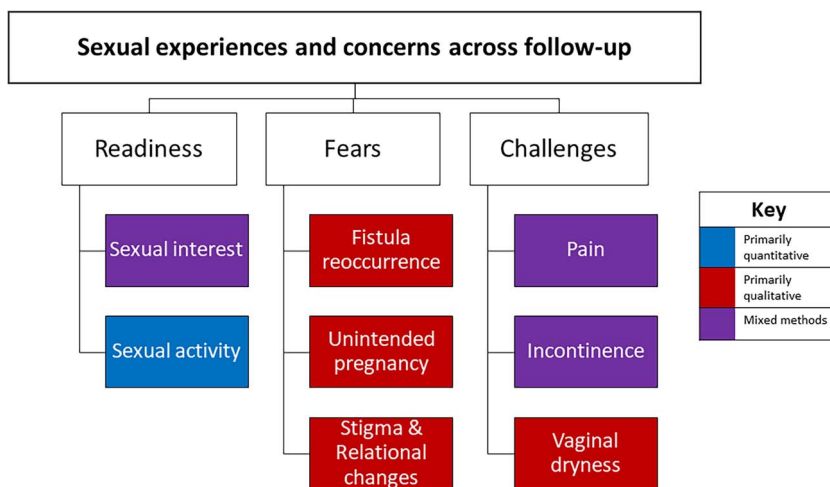 Sexual experiences and concerns across follow-up
Readiness
Fears
Challenges
Sexual interest
Sexual activity
Fistula
reoccurrence
Unintended
pregnancy
Stigma &
Relational
changes
Pain
Incontinence
Vaginal
dryness
Key
Primarily
quantitative
Primarily
qualitative
Mixed methods